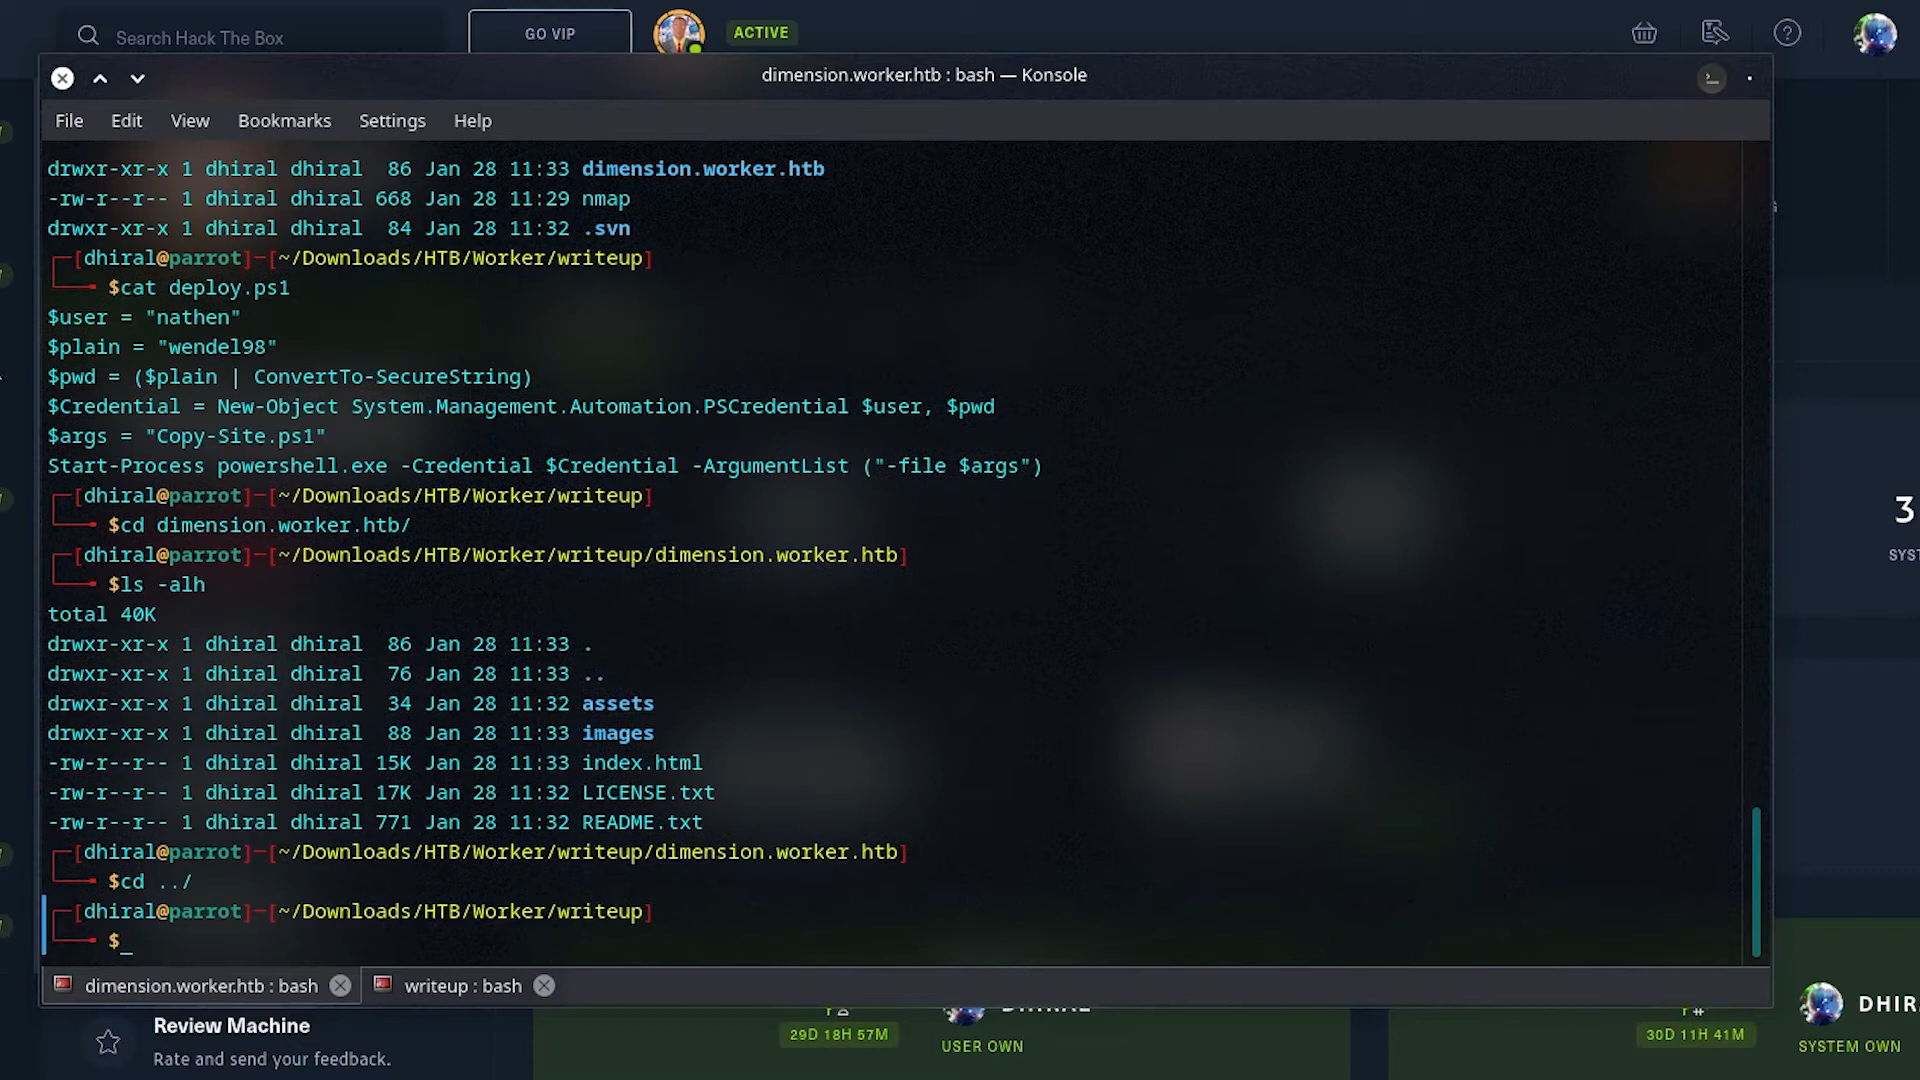 Search Hack The Box
GO VIP
ACTIVE
dimension.worker.htb : bash — Konsole
File Edit View Bookmarks Settings Help
drwxr-xr-x 1 dhiral dhiral  86 Jan 28 11:33 dimension.worker.htb
-rw-r--r-- 1 dhiral dhiral 668 Jan 28 11:29 nmap
drwxr-xr-x 1 dhiral dhiral  84 Jan 28 11:32 .svn
┌─[dhiral@parrot]─[~/Downloads/HTB/Worker/writeup]
└──╼ $cat deploy.ps1
$user = "nathen"
$plain = "wendel98"
$pwd = ($plain | ConvertTo-SecureString)
$Credential = New-Object System.Management.Automation.PSCredential $user, $pwd
$args = "Copy-Site.ps1"
Start-Process powershell.exe -Credential $Credential -ArgumentList ("-file $args")
┌─[dhiral@parrot]─[~/Downloads/HTB/Worker/writeup]
└──╼ $cd dimension.worker.htb/
┌─[dhiral@parrot]─[~/Downloads/HTB/Worker/writeup/dimension.worker.htb]
└──╼ $ls -alh
total 40K
drwxr-xr-x 1 dhiral dhiral  86 Jan 28 11:33 .
drwxr-xr-x 1 dhiral dhiral  76 Jan 28 11:33 ..
drwxr-xr-x 1 dhiral dhiral  34 Jan 28 11:32 assets
drwxr-xr-x 1 dhiral dhiral  88 Jan 28 11:33 images
-rw-r--r-- 1 dhiral dhiral 15K Jan 28 11:33 index.html
-rw-r--r-- 1 dhiral dhiral 17K Jan 28 11:32 LICENSE.txt
-rw-r--r-- 1 dhiral dhiral 771 Jan 28 11:32 README.txt
┌─[dhiral@parrot]─[~/Downloads/HTB/Worker/writeup/dimension.worker.htb]
└──╼ $cd ../
┌─[dhiral@parrot]─[~/Downloads/HTB/Worker/writeup]
└──╼ $_
3
SYST
dimension.worker.htb : bash writeup : bash
Review Machine
Rate and send your feedback.
29D 18H 57M
DHIRAL
USER OWN
30D 11H 41M
DHIR
SYSTEM OWN